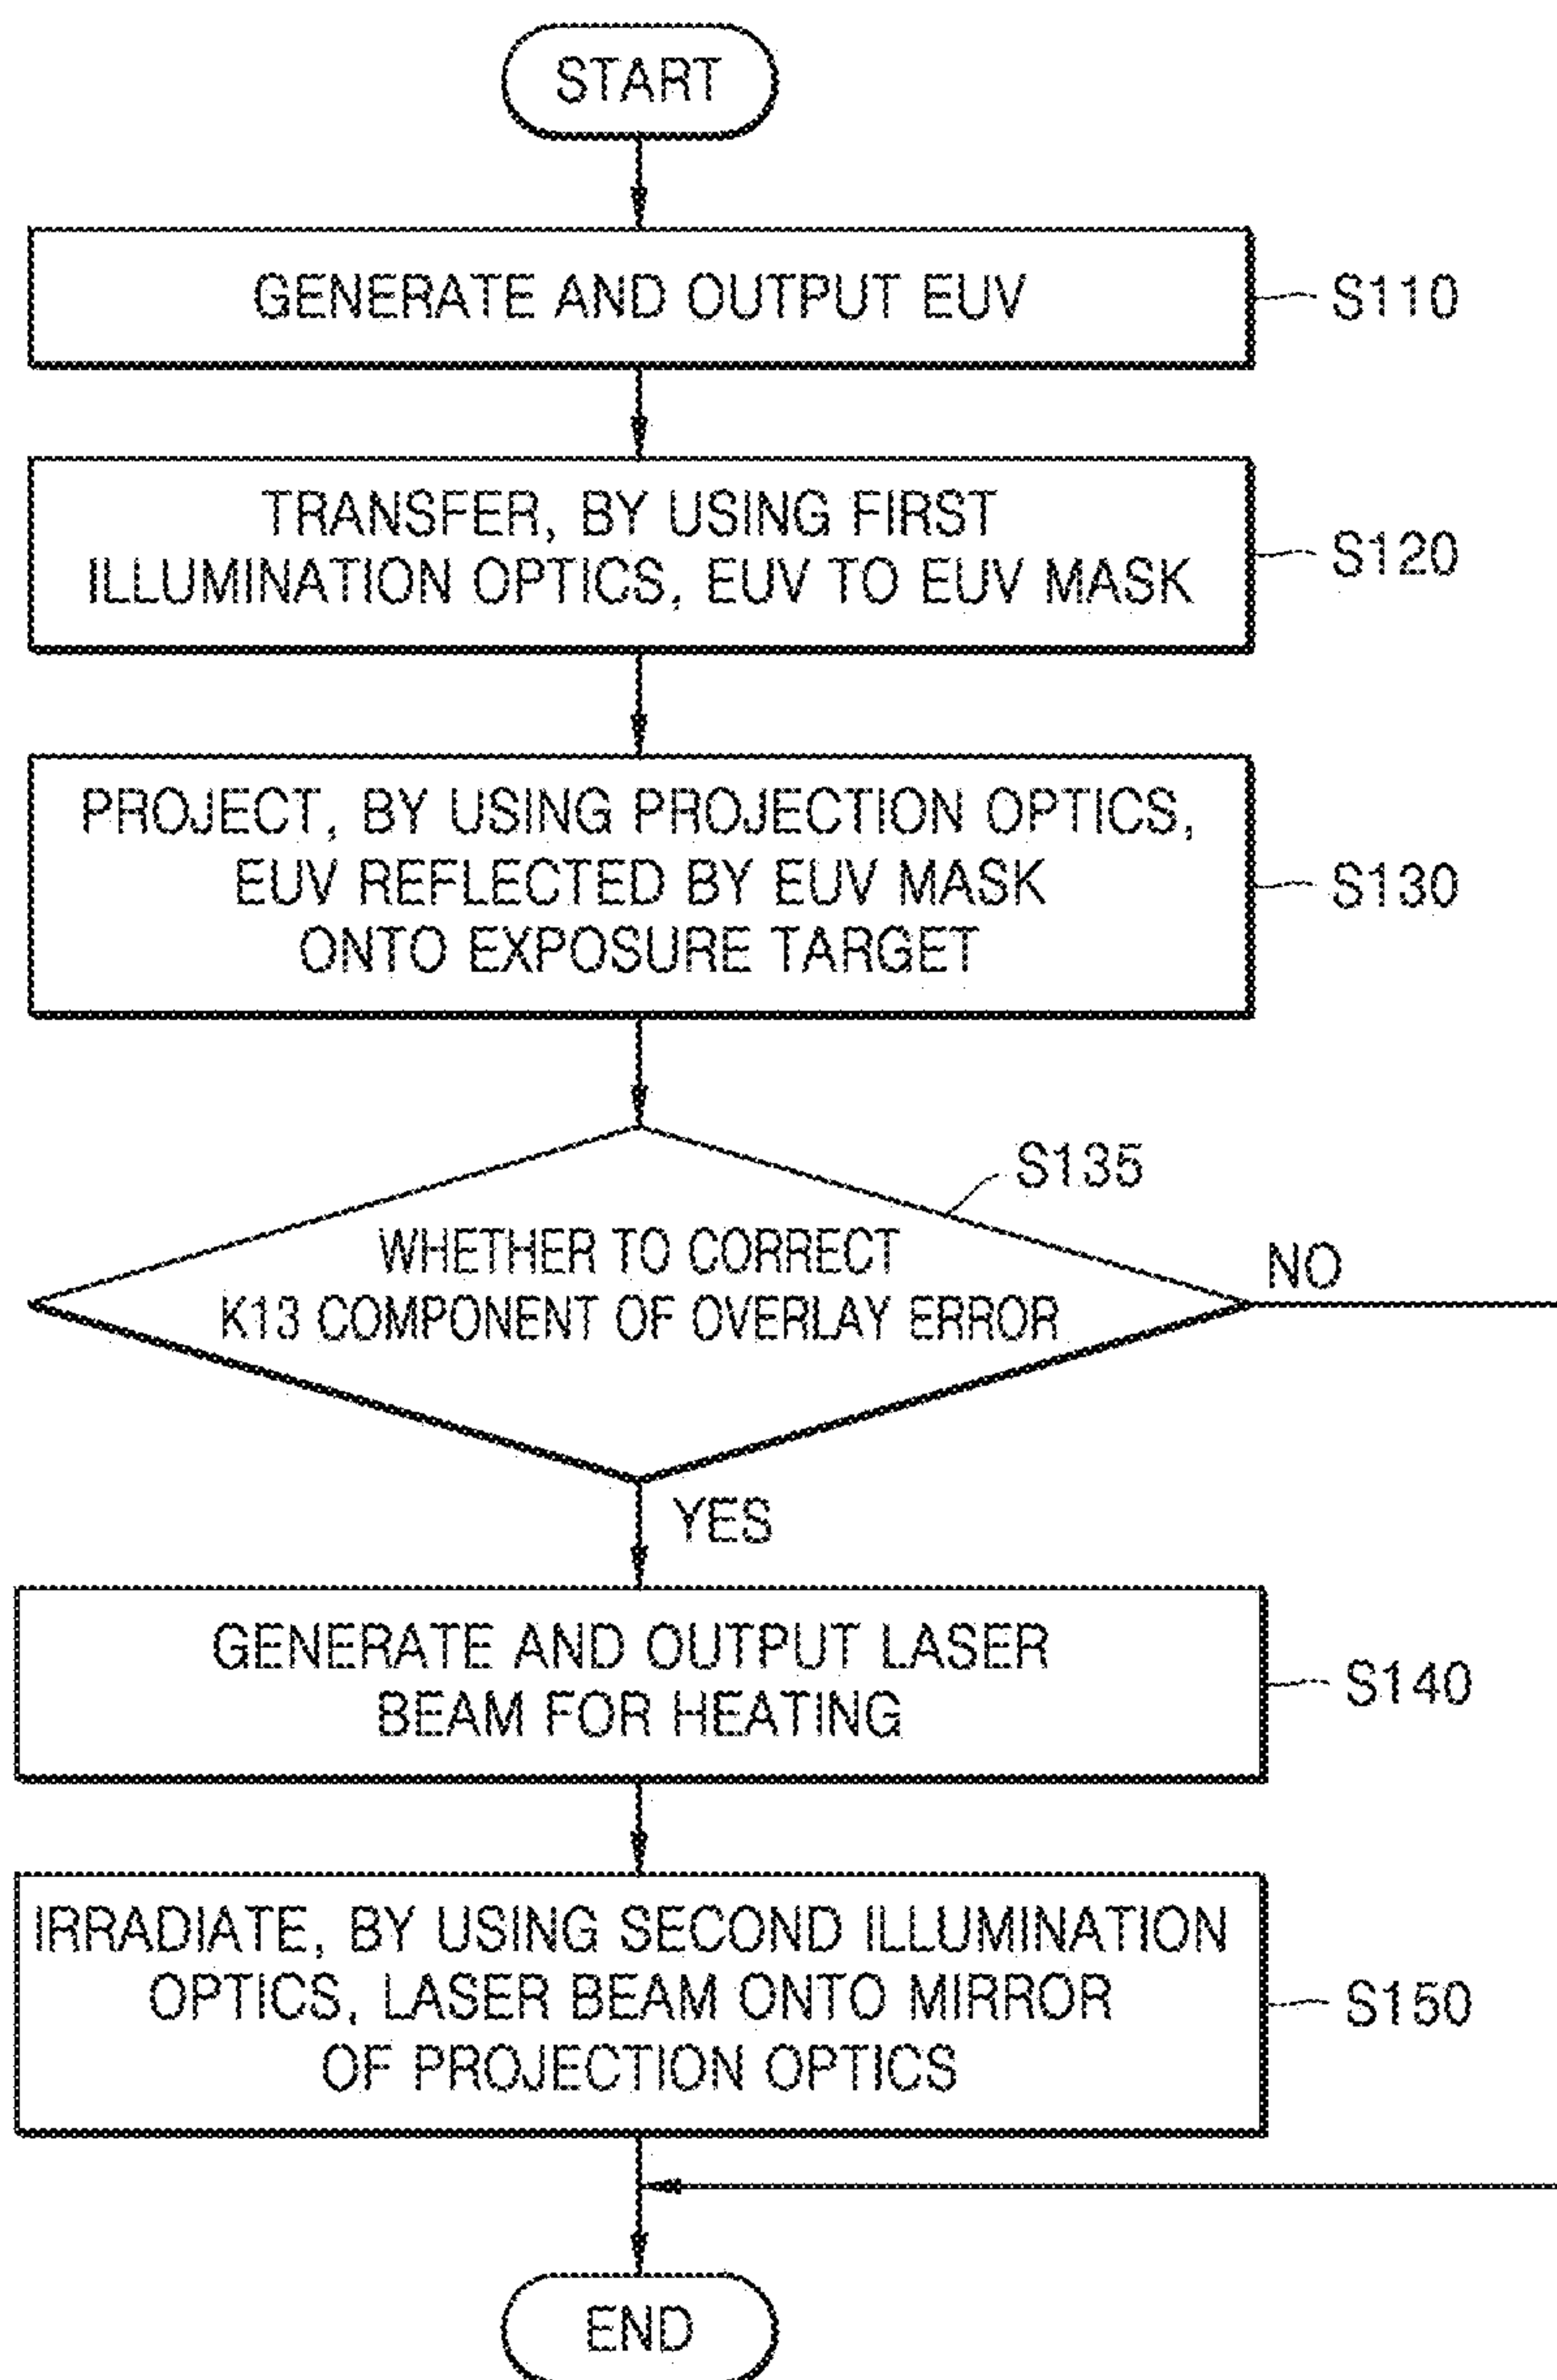 START
GENERATE AND OUTPUT EUV
S110
TRANSFER, BY USING FIRST
ILLUMINATION OPTICS, EUV TO EUV MASK
S120
PROJECT, BY USING PROJECTION OPTICS,
EUV REFLECTED BY EUV MASK
ONTO EXPOSURE TARGET
S130
S135
WHETHER TO CORRECT
K13 COMPONENT OF OVERLAY ERROR
NO
YES
GENERATE AND OUTPUT LASER
BEAM FOR HEATING
S140
IRRADIATE, BY USING SECOND ILLUMINATION
OPTICS, LASER BEAM ONTO MIRROR
OF PROJECTION OPTICS
S150
END